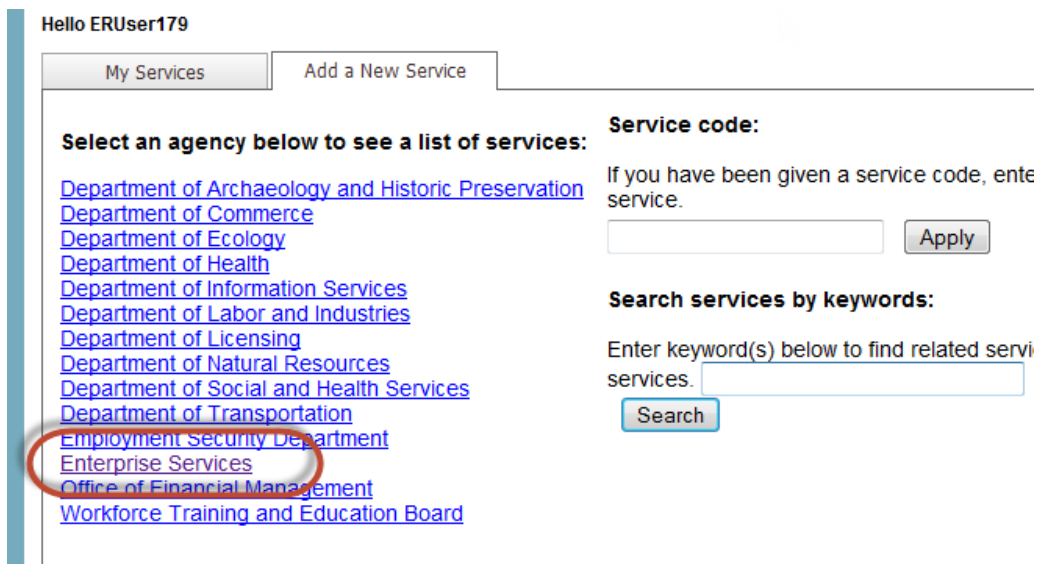 Hello ERUser179
My Services
Add a New Service
Select an agency below to see a list of services:
Department of Archaeology and Historic Preservation
Department of Commerce
Department of Ecology
Department of Health
Department of Information Services
Department of Labor and Industries
Department of Licensing
Department of Natural Resources
Department of Social and Health Services
Department of Transportation
Employment Security Department
Enterprise Services
Office of Financial Management
Workforce Training and Education Board
Service code:
If you have been given a service code, ente
service.
Apply
Search services by keywords:
Enter keyword(s) below to find related servi
services.
Search